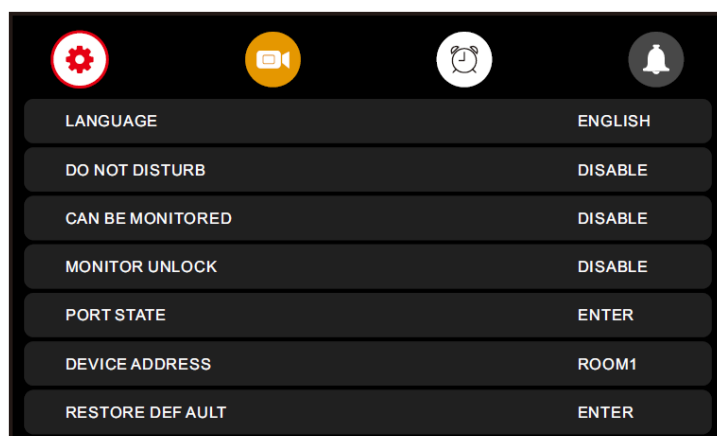 LANGUAGE ENGLISH
DO NOT DISTURB DISABLE
CAN BE MONITORED DISABLE
MONITOR UNLOCK DISABLE
PORT STATE ENTER
DEVICE ADDRESS ROOM1
RESTORE DEF AULT ENTER